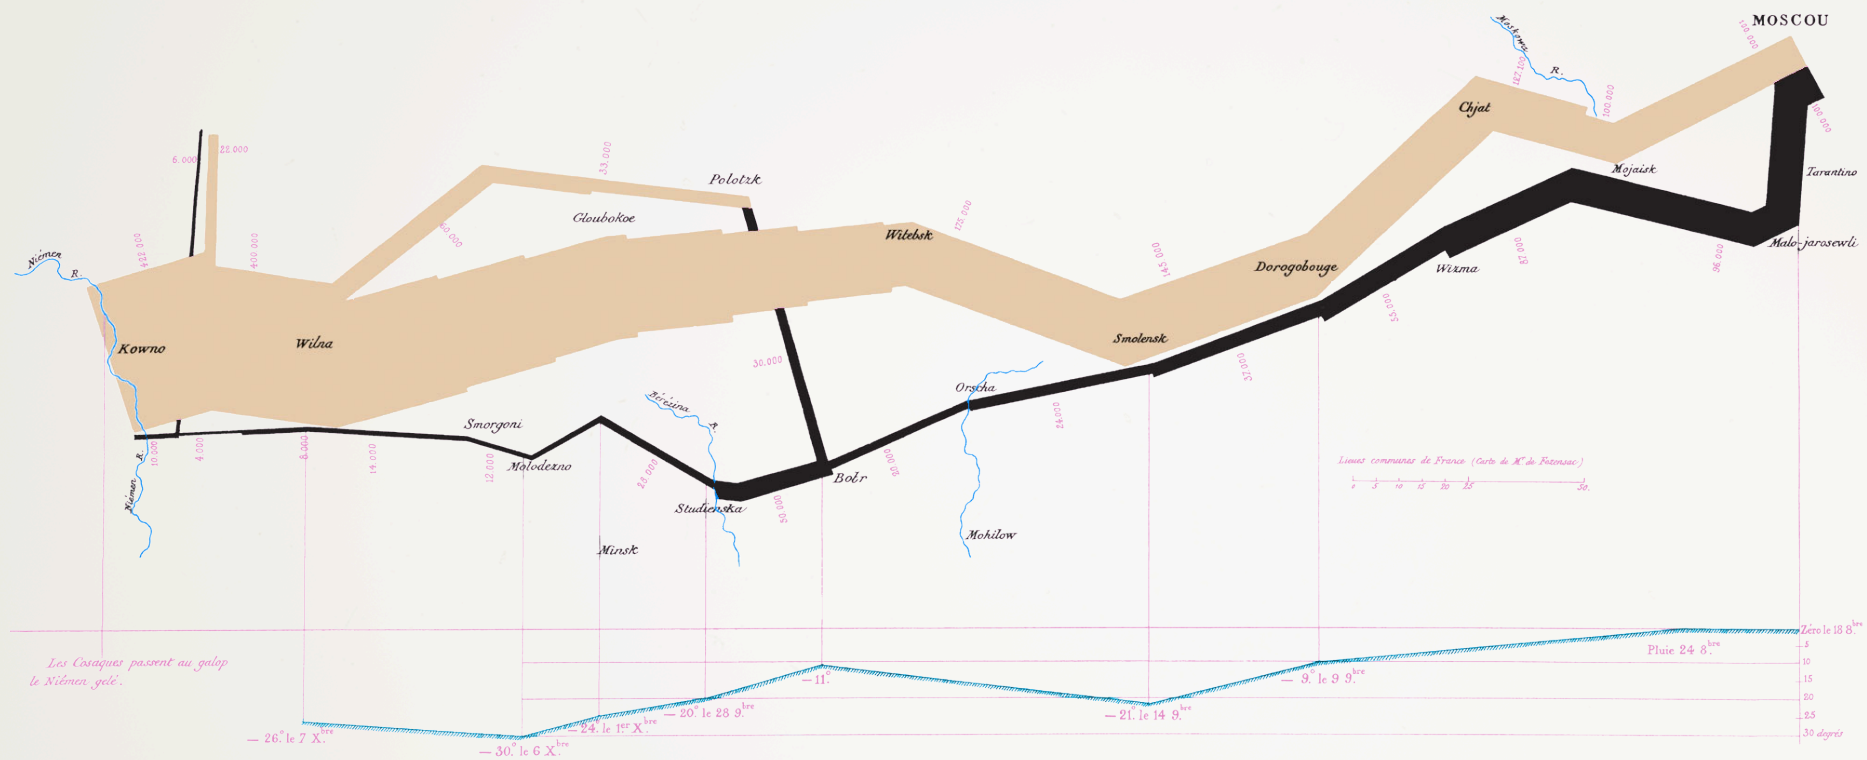 MOSCOU
100.000
Moskowa
R.
127.100
100.000
Chjat
Mojaisk
100.000
Tarantino
Malo-jarosewli
6.000
22.000
33.000
Polotzk
Gloubokoe
60.000
422.000
400.000
Niémen
R.
Witebsk
175.000
145.000
Dorogobouge
Wizma
87.000
96.000
55.000
Kowno
Wilna
Smolensk
30.000
37.000
Orscha
24.000
Bérézina
R.
Smorgoni
Molodezno
10.000
R.
4.000
8.000
14.000
12.000
28.000
20.000
Bobr
Studienska
50.000
Niémen
Minsk
Mohilow
Lieues communes de France (Carte de Mr. de Fezensac)
1 5 10 15 20 25 50.
Les Cosaques passent au galop
le Niémen gelé.
Zéro le 18 8.bre
5
10
15
20
25
30 degrés
Pluie 24 8.bre
— 9.° le 9 9.bre
— 11°.
— 21.° le 14 9.bre
— 20.° le 28 9.bre
— 24.° le 1.er X.bre
— 26.° le 7 X.bre
— 30.° le 6 X.bre